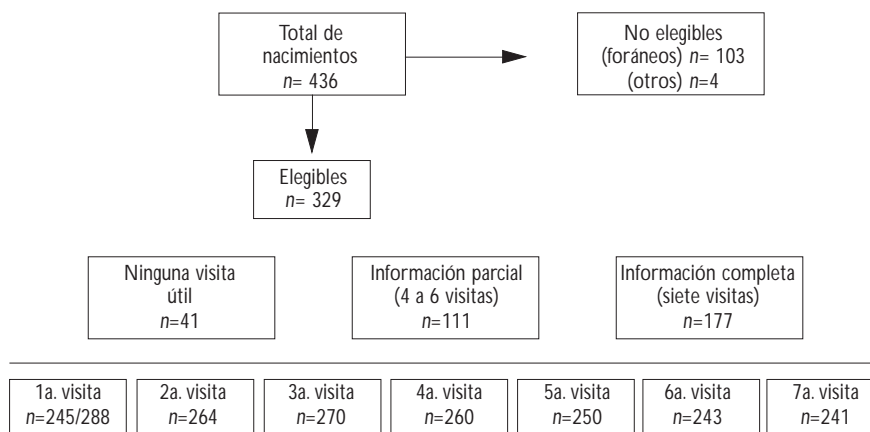 Total de
nacimientos
n= 436
No elegibles
(foráneos) n= 103
(otros) n=4
Elegibles
n= 329
Ninguna visita
útil
n=41
Información parcial
(4 a 6 visitas)
n=111
Información completa
(siete visitas)
n=177
1a. visita
n=245/288
2a. visita
n=264
3a. visita
n=270
4a. visita
n=260
5a. visita
n=250
6a. visita
n=243
7a. visita
n=241